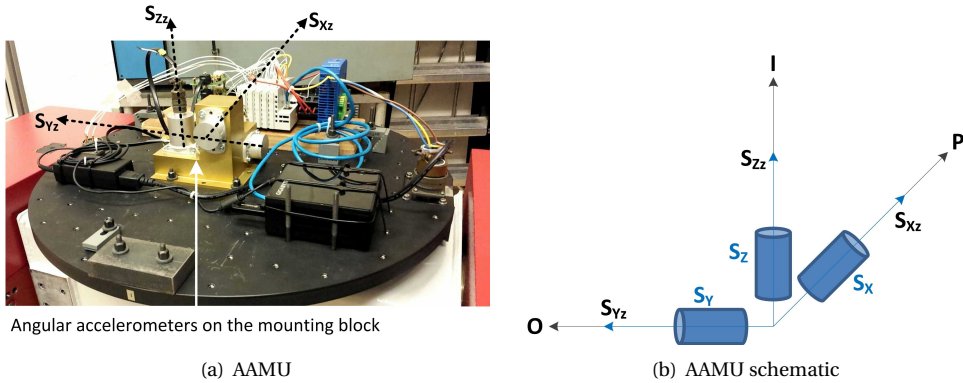 S_Zz
S_Xz
S_Yz
Angular accelerometers on the mounting block
(a) AAMU
I
P
S_Zz
S_Xz
S_Z
S_X
S_Y
S_Yz
O
(b) AAMU schematic